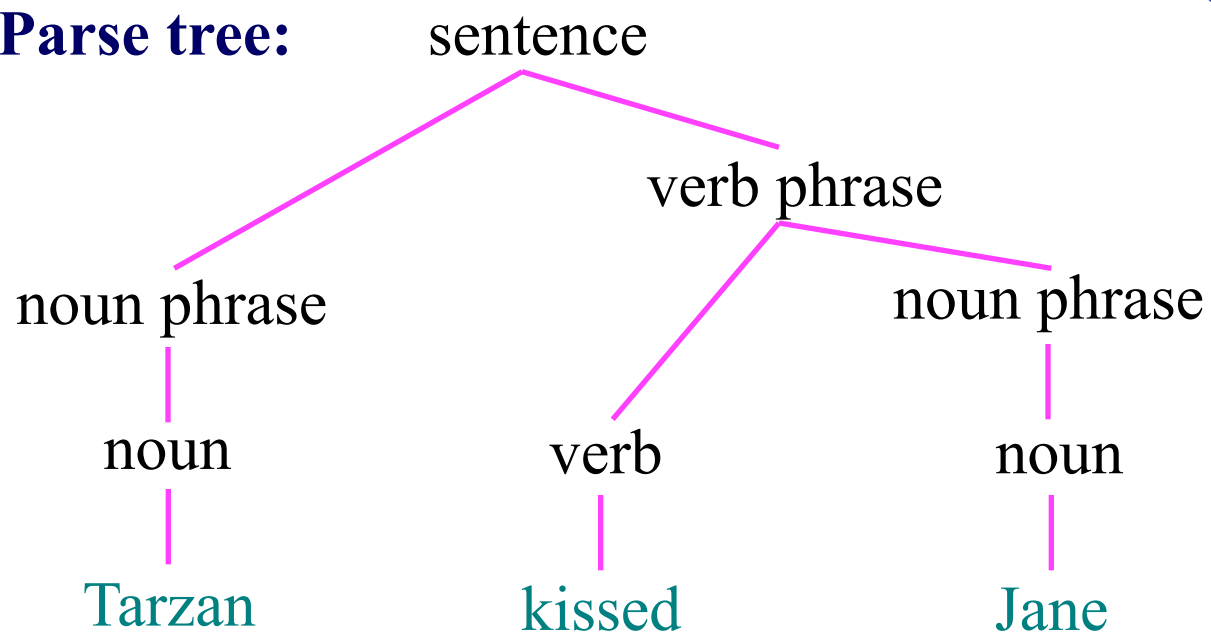 Parse tree: sentence
verb phrase
noun phrase noun phrase
noun verb noun
Tarzan kissed Jane